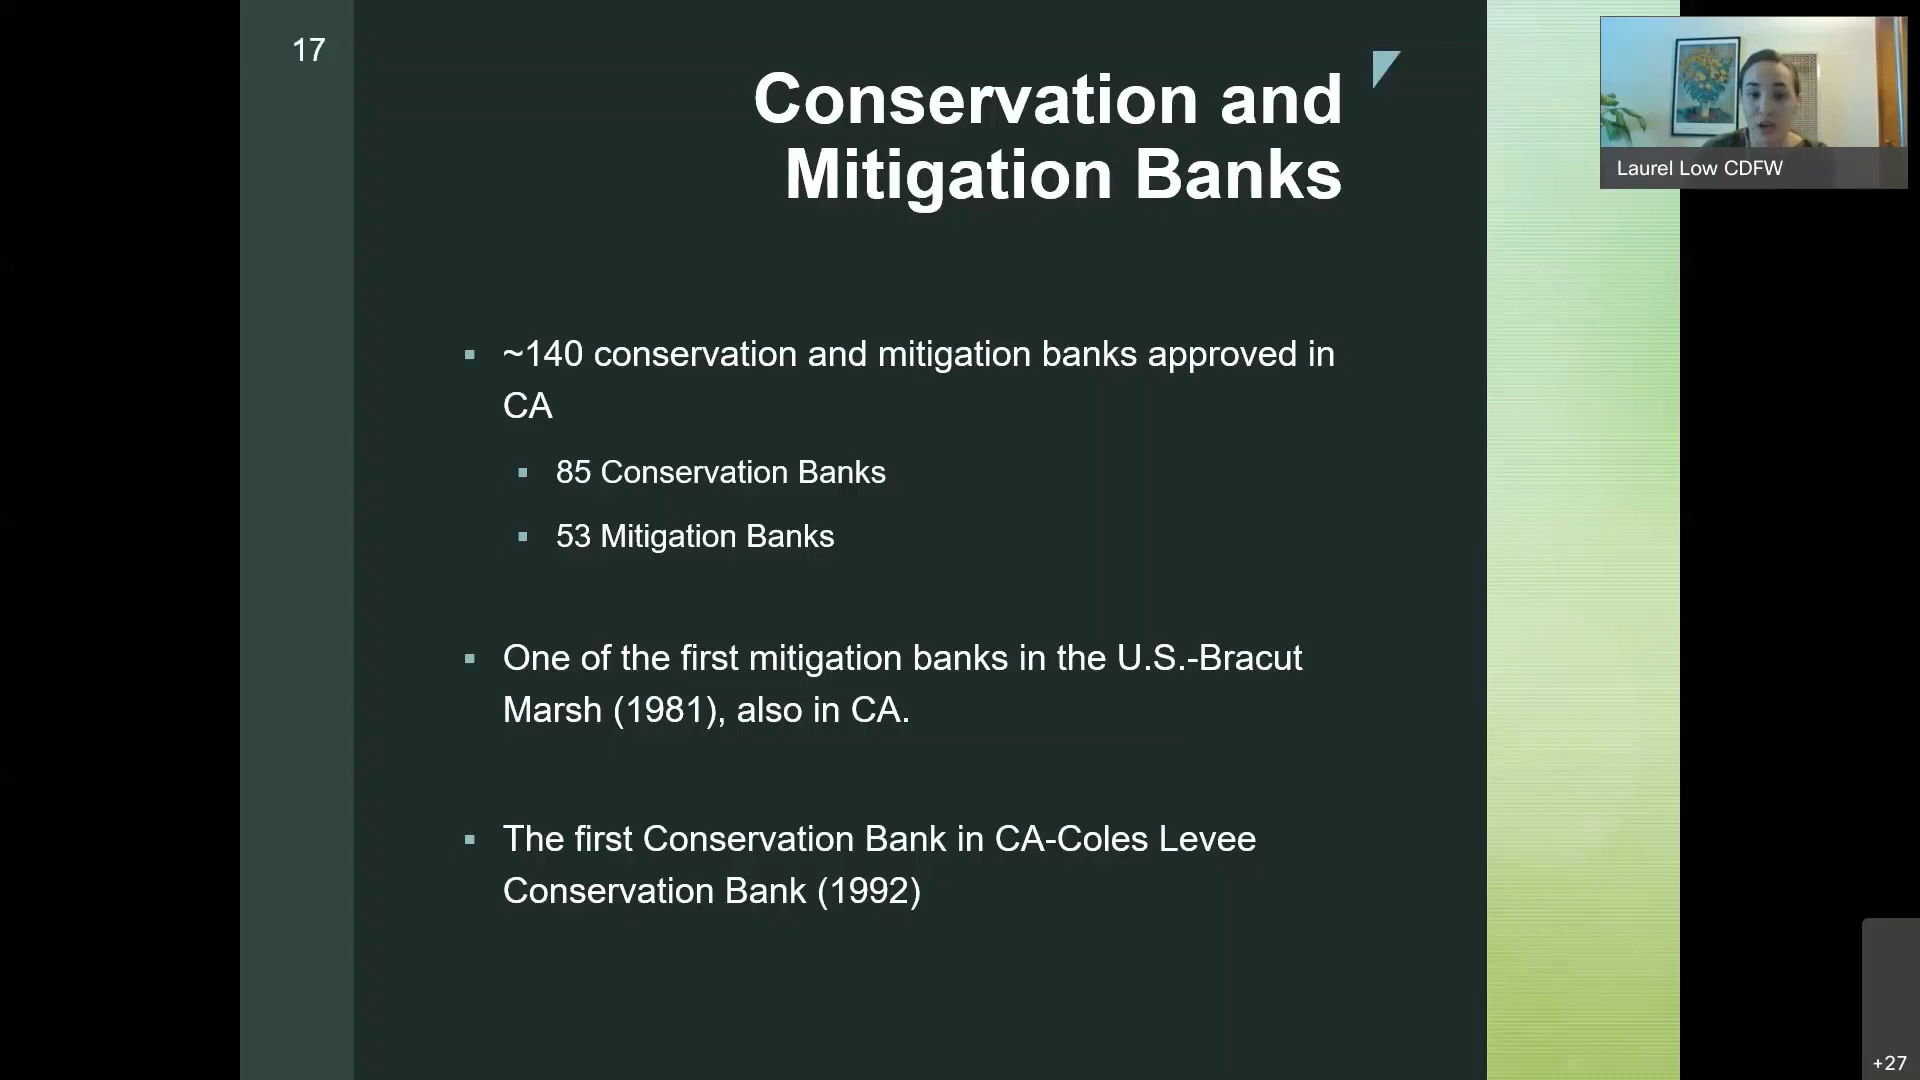 17
Conservation and
Mitigation Banks
Laurel Low CDFW
~140 conservation and mitigation banks approved in
CA
85 Conservation Banks
53 Mitigation Banks
One of the first mitigation banks in the U.S.-Bracut
Marsh (1981), also in CA.
The first Conservation Bank in CA-Coles Levee
Conservation Bank (1992)
+27